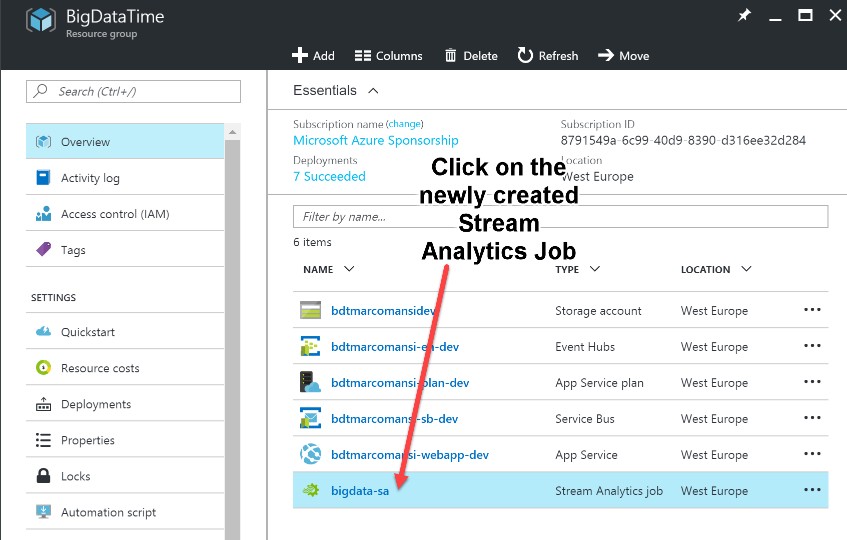 BigDataTime
Resource group
Add Columns Delete Refresh Move
Search (Ctrl+/)
Overview
Activity log
Access control (IAM)
Tags
SETTINGS
Quickstart
Resource costs
Deployments
Properties
Locks
Automation script
Essentials
Subscription name (change)
Microsoft Azure Sponsorship
Deployments
7 Succeeded
Subscription ID
8791549a-6c99-40d9-8390-d316ee32d284
Location
West Europe
Click on the
newly created
Stream
Analytics Job
Filter by name...
6 items
NAME TYPE LOCATION
bdtmarcomansidev Storage account West Europe
bdtmarcomansi-eh-dev Event Hubs West Europe
bdtmarcomansi-plan-dev App Service plan West Europe
bdtmarcomansi-sb-dev Service Bus West Europe
bdtmarcomansi-webapp-dev App Service West Europe
bigdata-sa Stream Analytics job West Europe